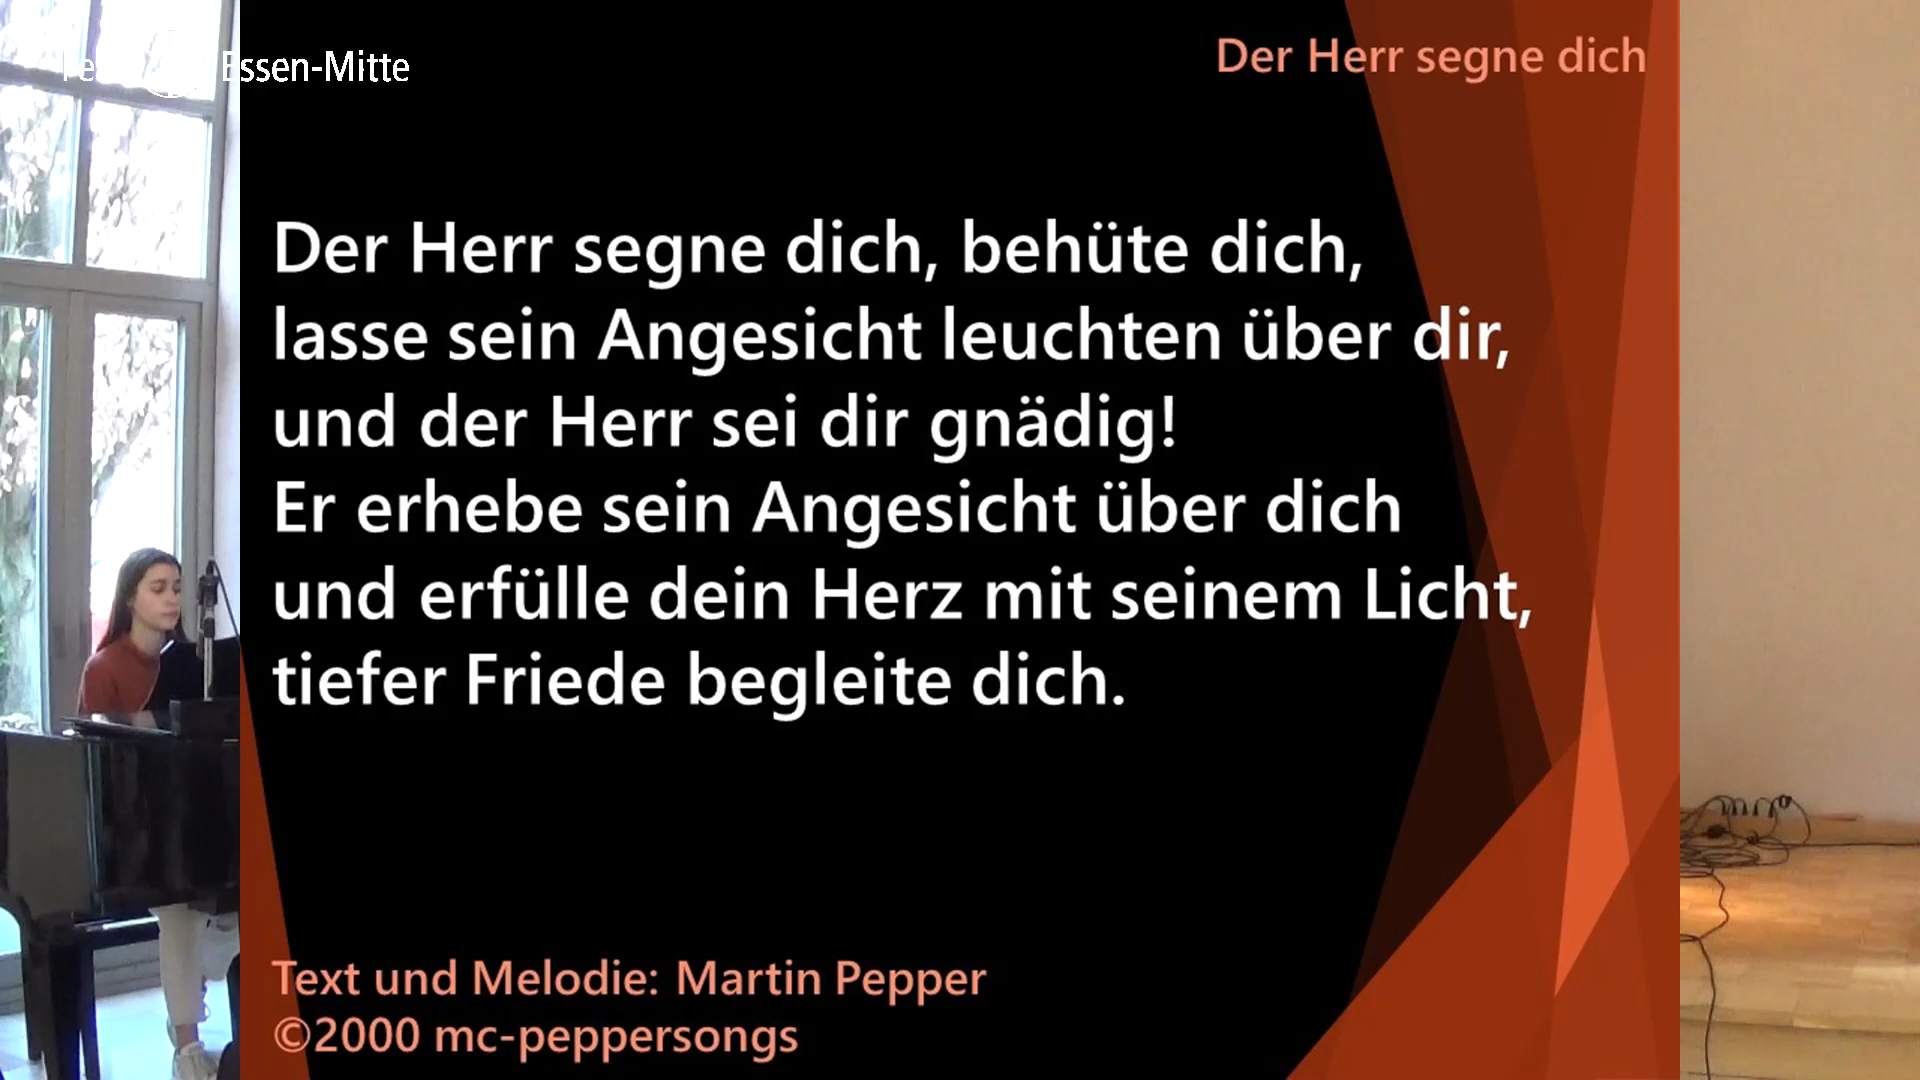 Essen-Mitte
Der Herr segne dich
Der Herr segne dich, behüte dich,
lasse sein Angesicht leuchten über dir,
und der Herr sei dir gnädig!
Er erhebe sein Angesicht über dich
und erfülle dein Herz mit seinem Licht,
tiefer Friede begleite dich.
Text und Melodie: Martin Pepper
©2000 mc-peppersongs